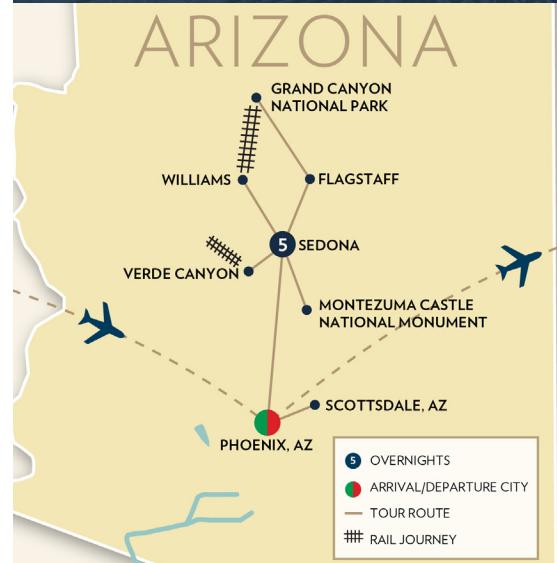 ARIZONA
GRAND CANYON
NATIONAL PARK
WILLIAMS
FLAGSTAFF
5
SEDONA
VERDE CANYON
MONTEZUMA CASTLE
NATIONAL MONUMENT
SCOTTSDALE, AZ
PHOENIX, AZ
5 OVERNIGHTS
ARRIVAL/DEPARTURE CITY
TOUR ROUTE
RAIL JOURNEY